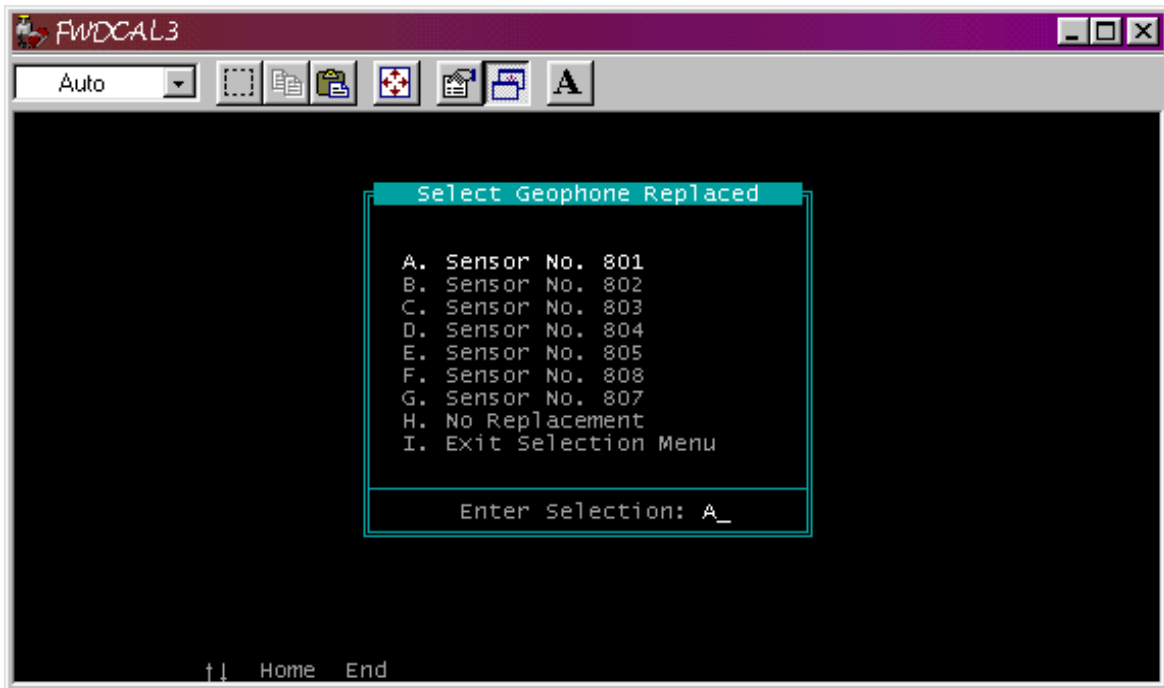 FWDCAL3
Auto
A
Select Geophone Replaced
A. Sensor No. 801
B. Sensor No. 802
C. Sensor No. 803
D. Sensor No. 804
E. Sensor No. 805
F. Sensor No. 808
G. Sensor No. 807
H. No Replacement
I. Exit Selection Menu
Enter Selection: A_
↑↓ Home End